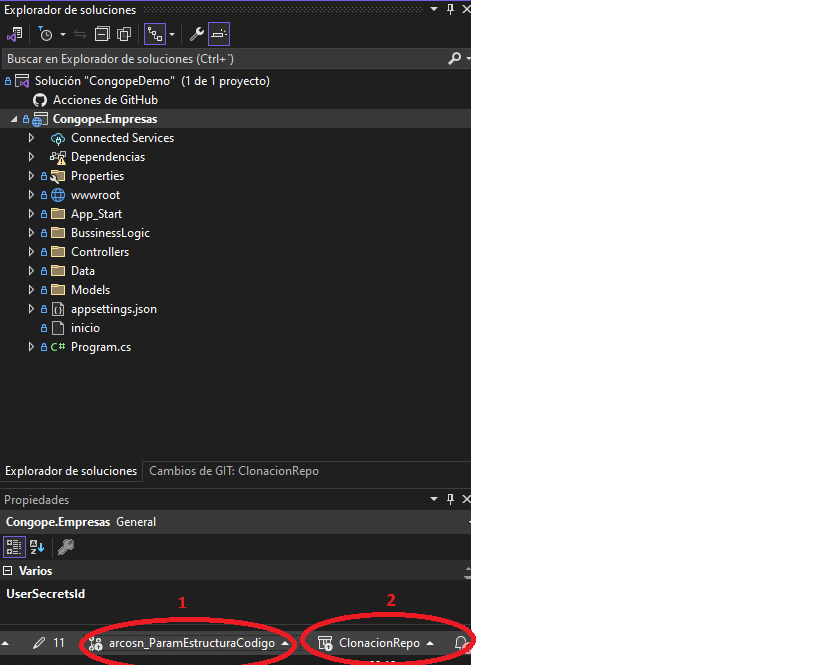 Explorador de soluciones
Buscar en Explorador de soluciones (Ctrl+`)
Solución "CongopeDemo" (1 de 1 proyecto)
Acciones de GitHub
Congope.Empresas
Connected Services
Dependencias
Properties
wwwroot
App_Start
BussinessLogic
Controllers
Data
Models
appsettings.json
inicio
C# Program.cs
Explorador de soluciones Cambios de GIT: ClonacionRepo
Propiedades
Congope.Empresas General
Varios
UserSecretsId
1 2
11 arcosn_ParamEstructuraCodigo ClonacionRepo